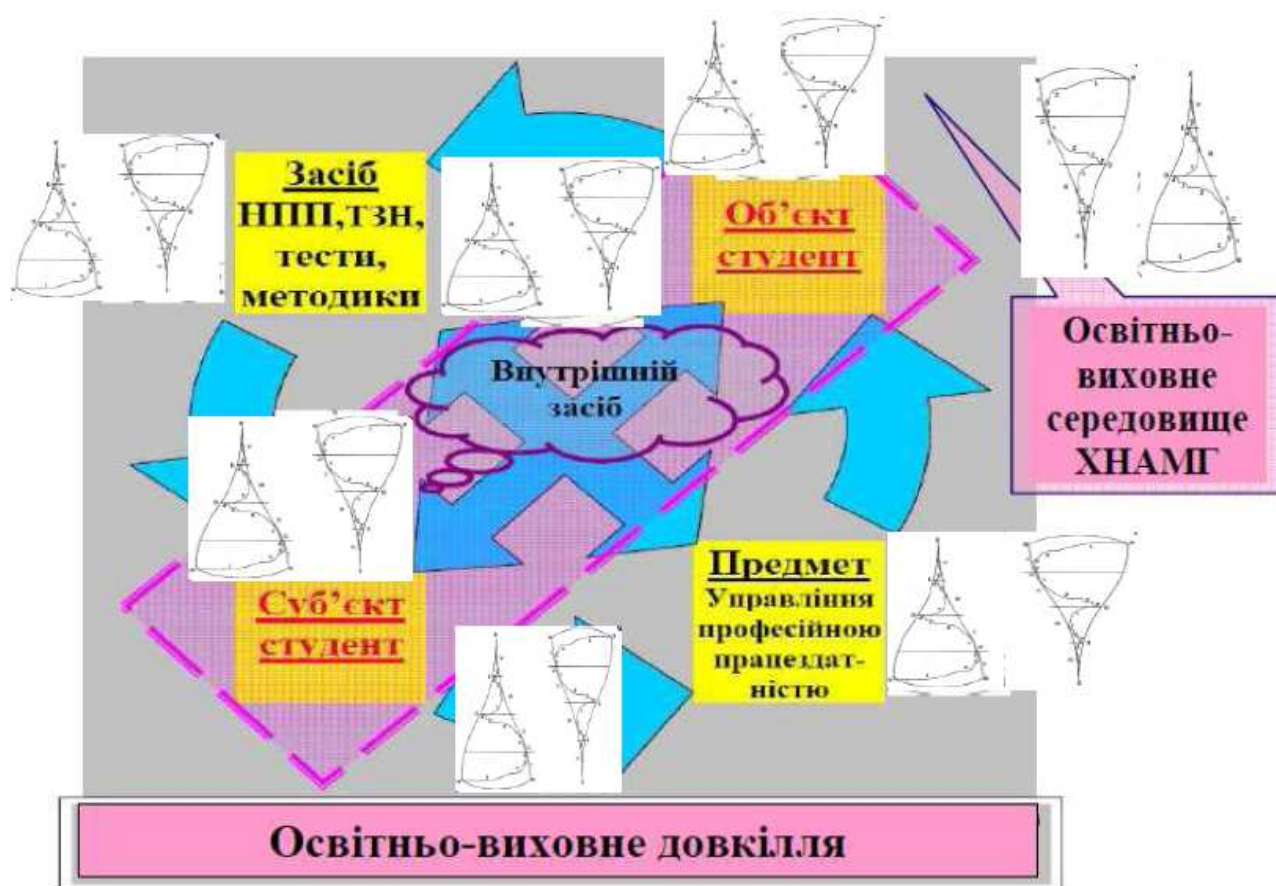 Засіб
НПП,ТЗН,
тести,
методики
Об’єкт
студент
Внутрішній
засіб
Освітньо-
виховне
середовище
ХНАМГ
Суб’єкт
студент
Предмет
Управління
професійною
працездат-
ністю
Освітньо-виховне довкілля